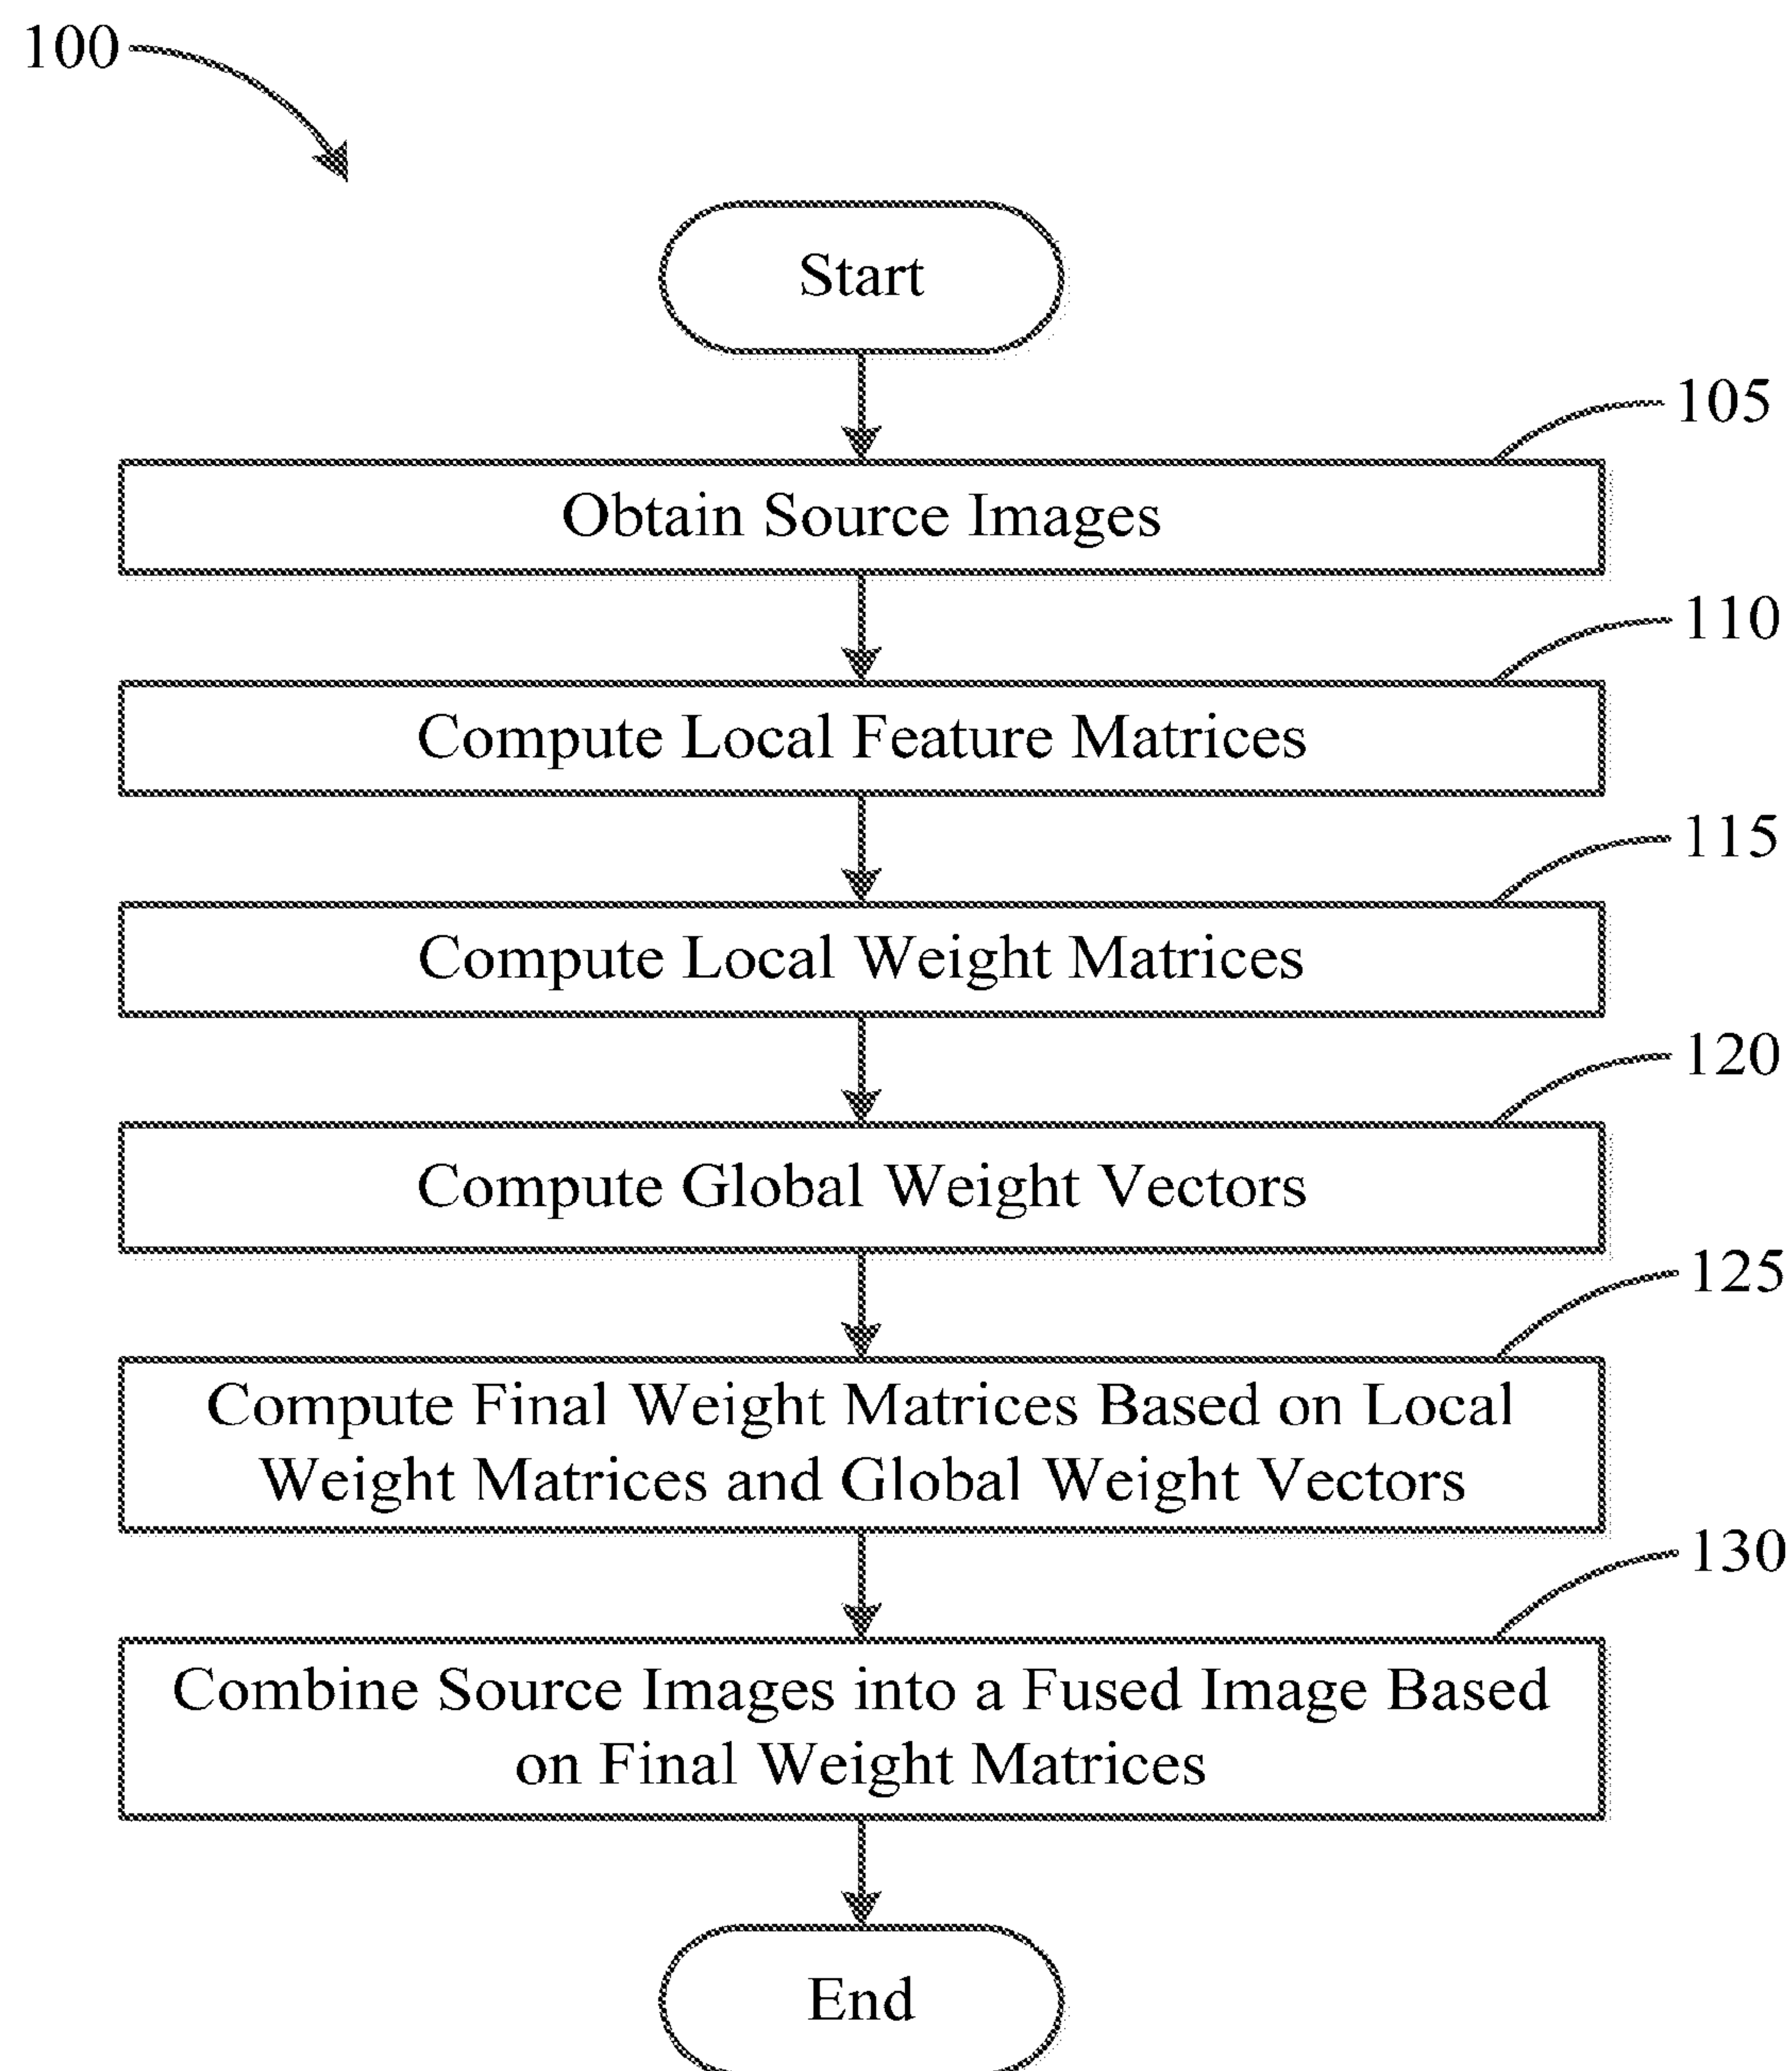 100
Start
105
Obtain Source Images
110
Compute Local Feature Matrices
115
Compute Local Weight Matrices
120
Compute Global Weight Vectors
125
Compute Final Weight Matrices Based on Local
Weight Matrices and Global Weight Vectors
130
Combine Source Images into a Fused Image Based
on Final Weight Matrices
End